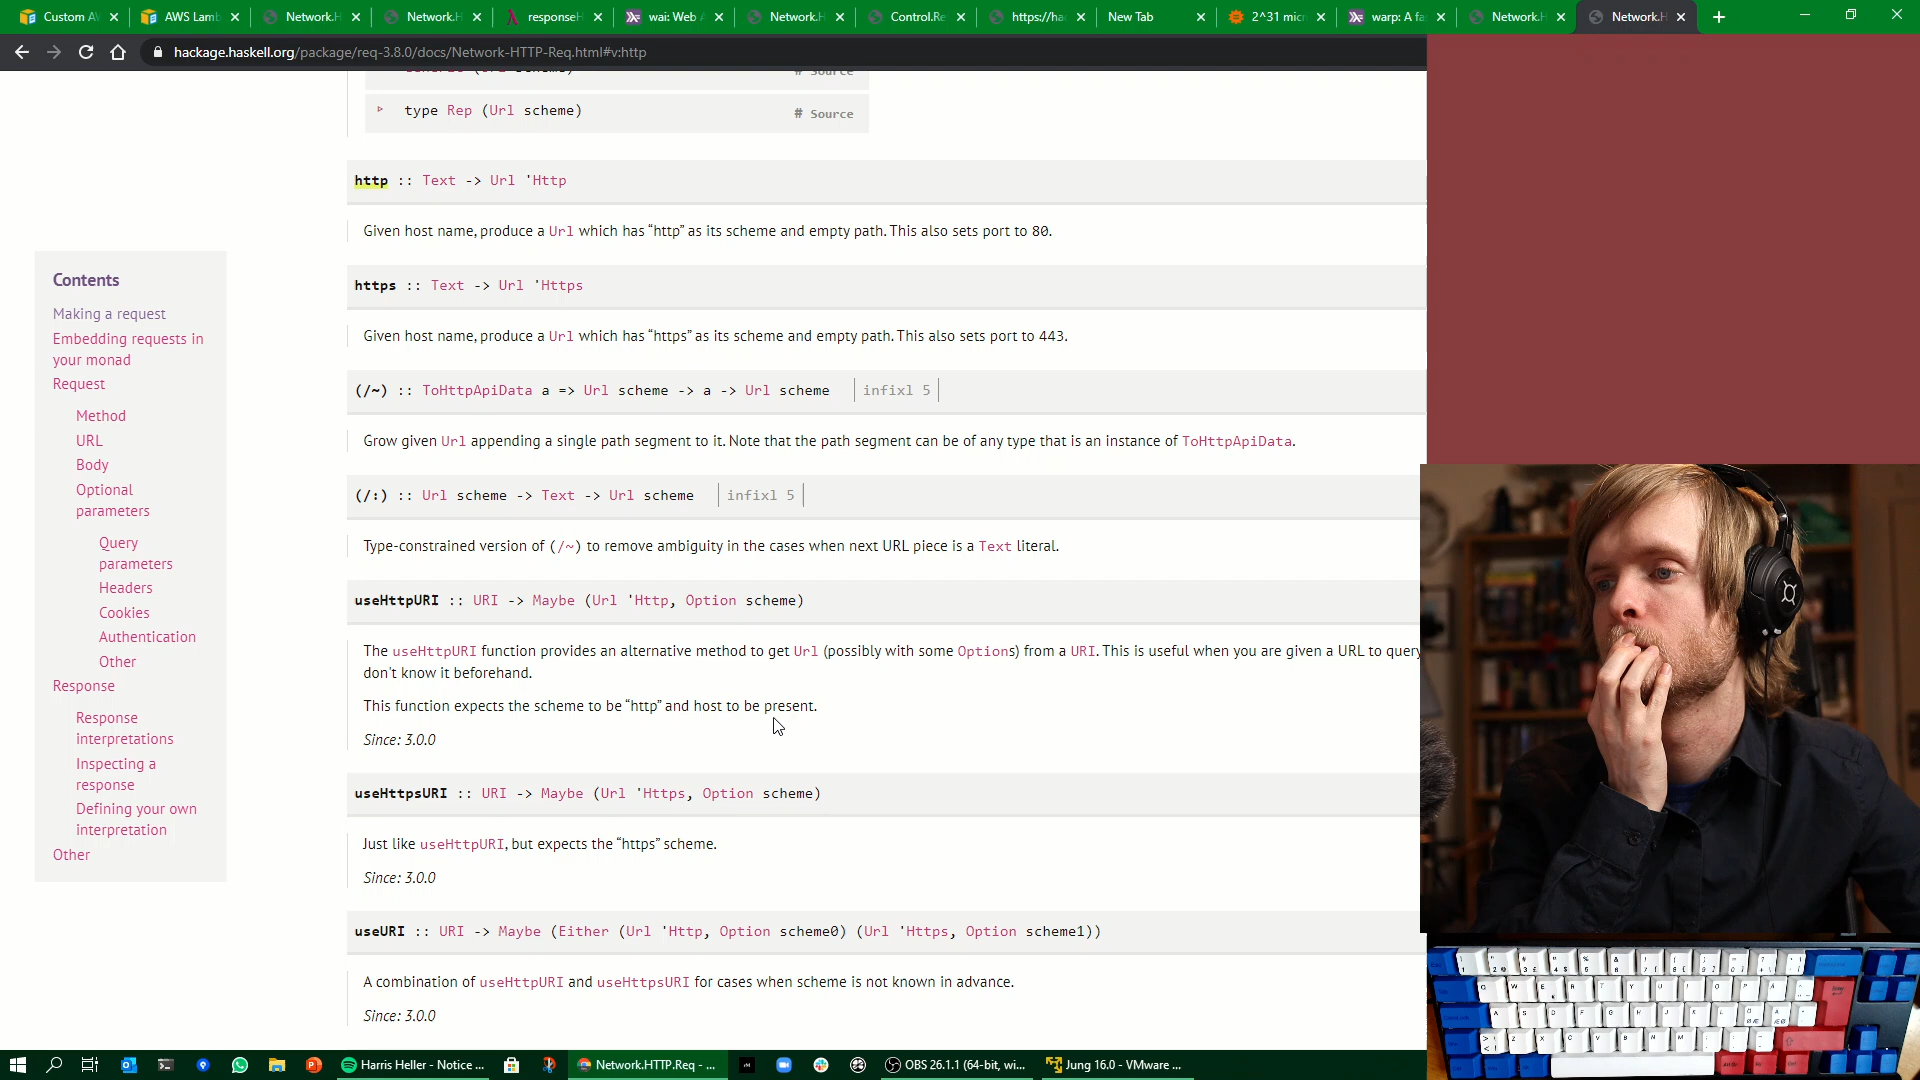 Custom A
AWS Lamb
Network.H
Network.H
responseH
wai: Web A
Network.H
Control.Re
https://ha
New Tab
2^31 micr
warp: A fa
Network.H
Network.H
hackage.haskell.org/package/req-3.8.0/docs/Network-HTTP-Req.html#v:http
# Source
type Rep (Url scheme)
# Source
http :: Text -> Url 'Http
Given host name, produce a Url which has “http” as its scheme and empty path. This also sets port to 80.
https :: Text -> Url 'Https
Given host name, produce a Url which has “https” as its scheme and empty path. This also sets port to 443.
(/~) :: ToHttpApiData a => Url scheme -> a -> Url scheme infixl 5
Grow given Url appending a single path segment to it. Note that the path segment can be of any type that is an instance of ToHttpApiData.
(/:) :: Url scheme -> Text -> Url scheme infixl 5
Type-constrained version of (/~) to remove ambiguity in the cases when next URL piece is a Text literal.
useHttpURI :: URI -> Maybe (Url 'Http, Option scheme)
The useHttpURI function provides an alternative method to get Url (possibly with some Options) from a URI. This is useful when you are given a URL to query
don't know it beforehand.
This function expects the scheme to be “http” and host to be present.
Since: 3.0.0
useHttpsURI :: URI -> Maybe (Url 'Https, Option scheme)
Just like useHttpURI, but expects the “https” scheme.
Since: 3.0.0
useURI :: URI -> Maybe (Either (Url 'Http, Option scheme0) (Url 'Https, Option scheme1))
A combination of useHttpURI and useHttpsURI for cases when scheme is not known in advance.
Since: 3.0.0
Contents
Making a request
Embedding requests in
your monad
Request
Method
URL
Body
Optional
parameters
Query
parameters
Headers
Cookies
Authentication
Other
Response
Response
interpretations
Inspecting a
response
Defining your own
interpretation
Other
Harris Heller - Notice ...
Network.HTTP.Req - ...
OBS 26.1.1 (64-bit, wi...
Jung 16.0 - VMware ...